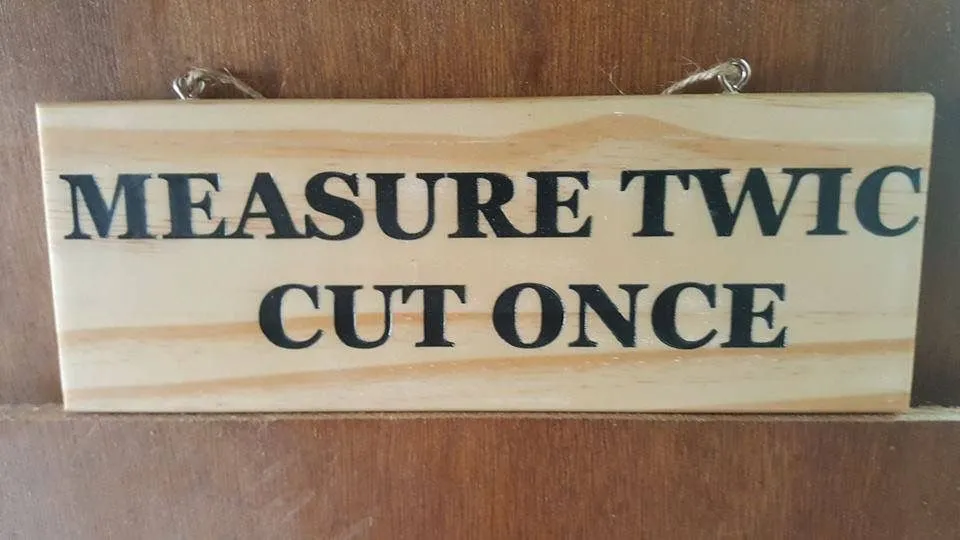 MEASURE TWIC
CUT ONCE